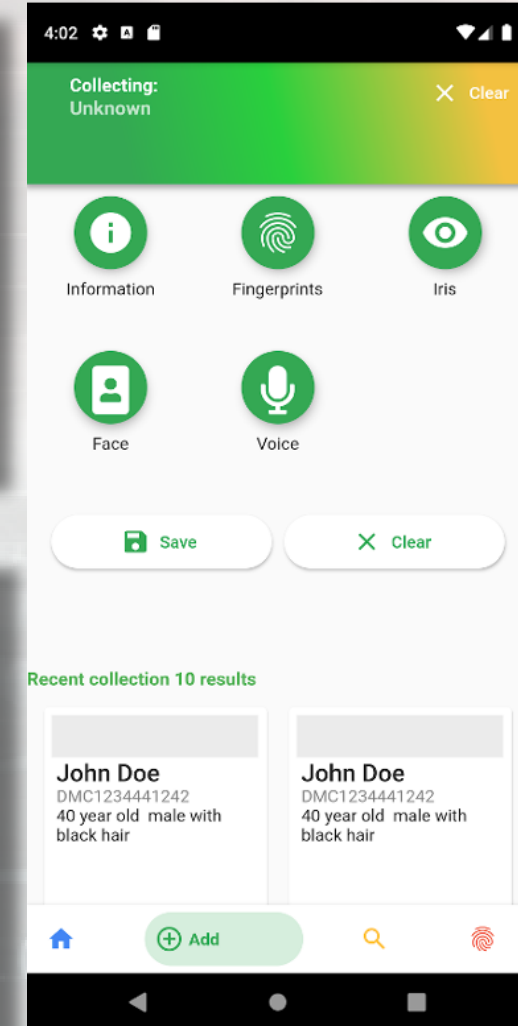 4:02
Collecting:
Clear
Unknown
Information
Fingerprints
Iris
Face
Voice
Save
Clear
Recent collection 10 results
John Doe
DMC1234441242
40 year old male with
black hair
John Doe
DMC1234441242
40 year old male with
black hair
Add